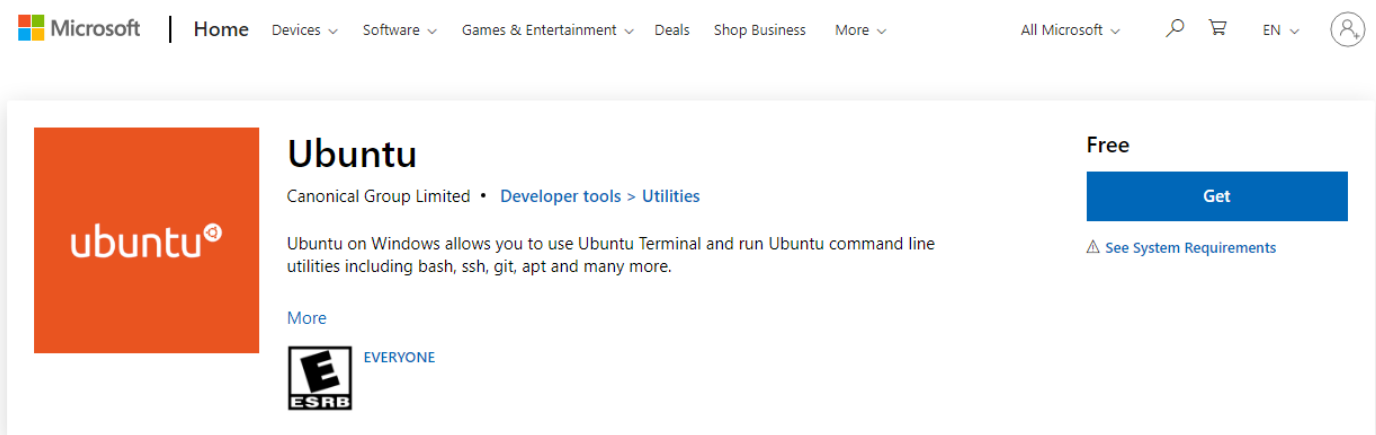 Microsoft Home Devices Software Games & Entertainment Deals Shop Business More All Microsoft EN
ubuntu
Ubuntu
Canonical Group Limited • Developer tools > Utilities
Ubuntu on Windows allows you to use Ubuntu Terminal and run Ubuntu command line
utilities including bash, ssh, git, apt and many more.
More
E
ESRB
EVERYONE
Free
Get
See System Requirements